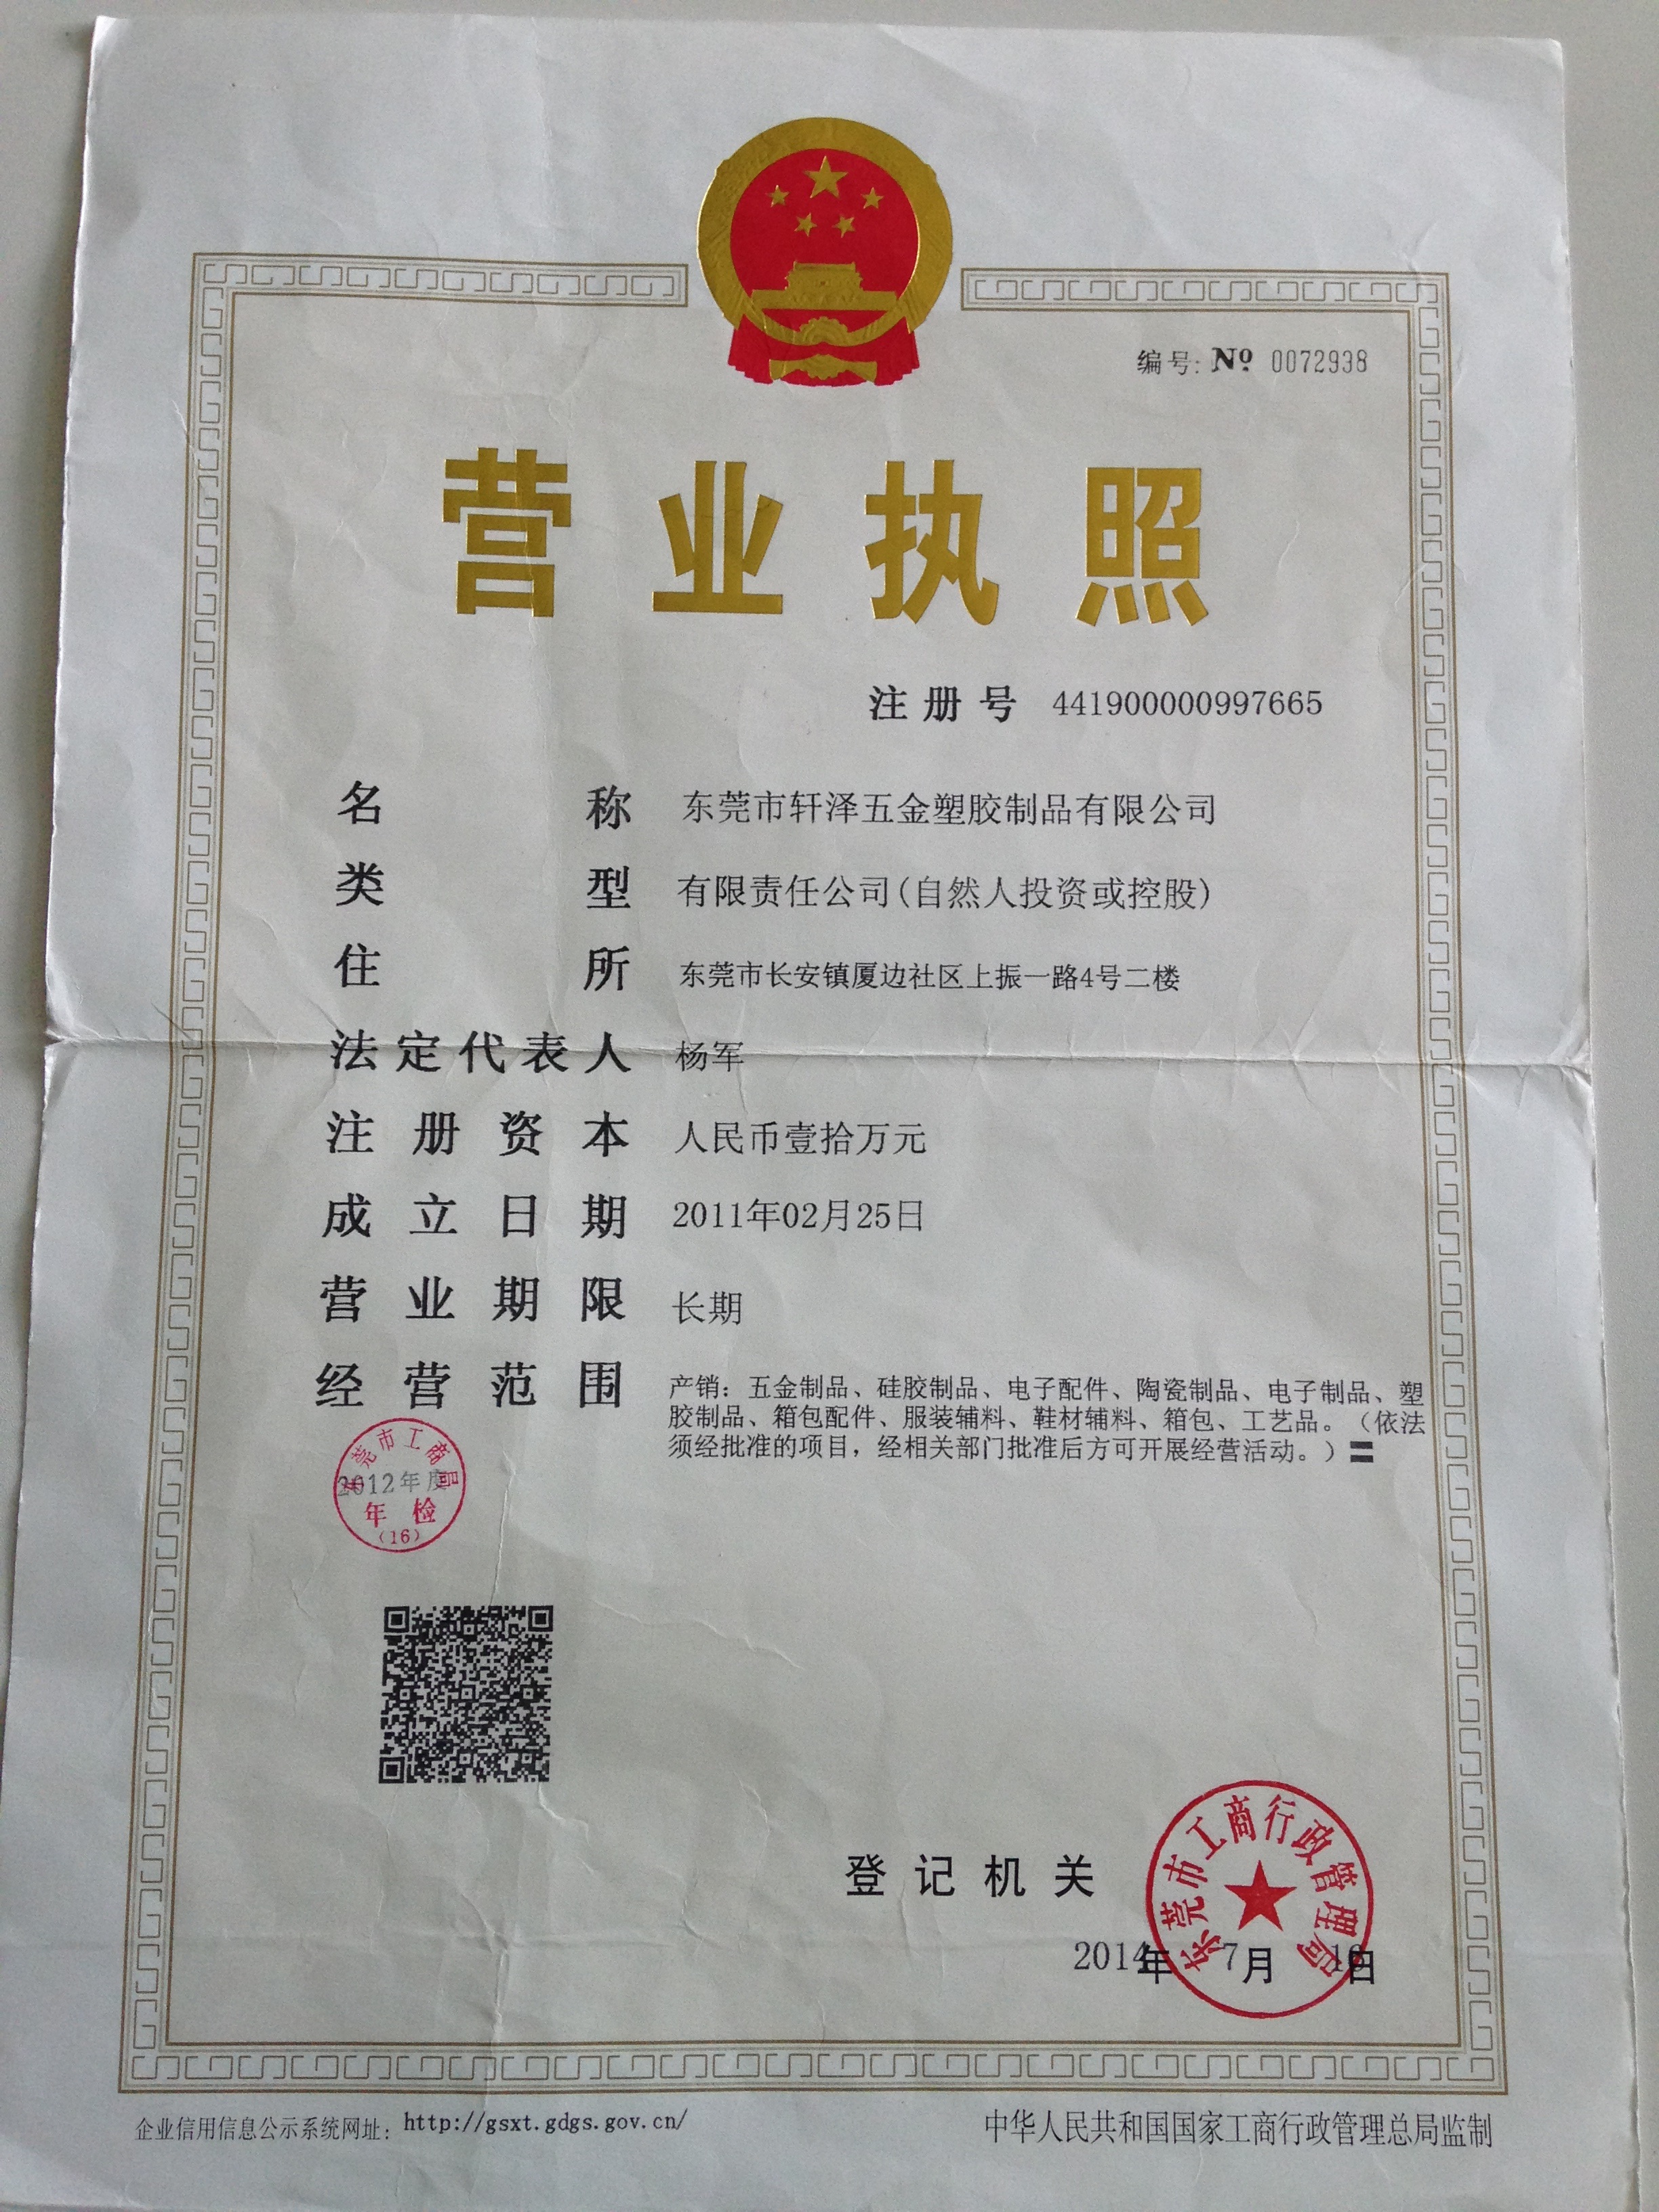 编号: № 0072938
营业执照
注册号 441900000997665
名称 东莞市轩泽五金塑胶制品有限公司
类型 有限责任公司(自然人投资或控股)
住所 东莞市长安镇厦边社区上振一路4号二楼
法定代表人 杨军
注册资本 人民币壹拾万元
成立日期 2011年02月25日
营业期限 长期
经营范围 产销：五金制品、硅胶制品、电子配件、陶瓷制品、电子制品、塑
胶制品、箱包配件、服装辅料、鞋材辅料、箱包、工艺品。（依法
须经批准的项目，经相关部门批准后方可开展经营活动。）〓
东莞市工商局
2012年度
年检
(16)
登记机关
东莞市工商行政管理局
2014年7月16日
企业信用信息公示系统网址：http://gsxt.gdgs.gov.cn/
中华人民共和国国家工商行政管理总局监制